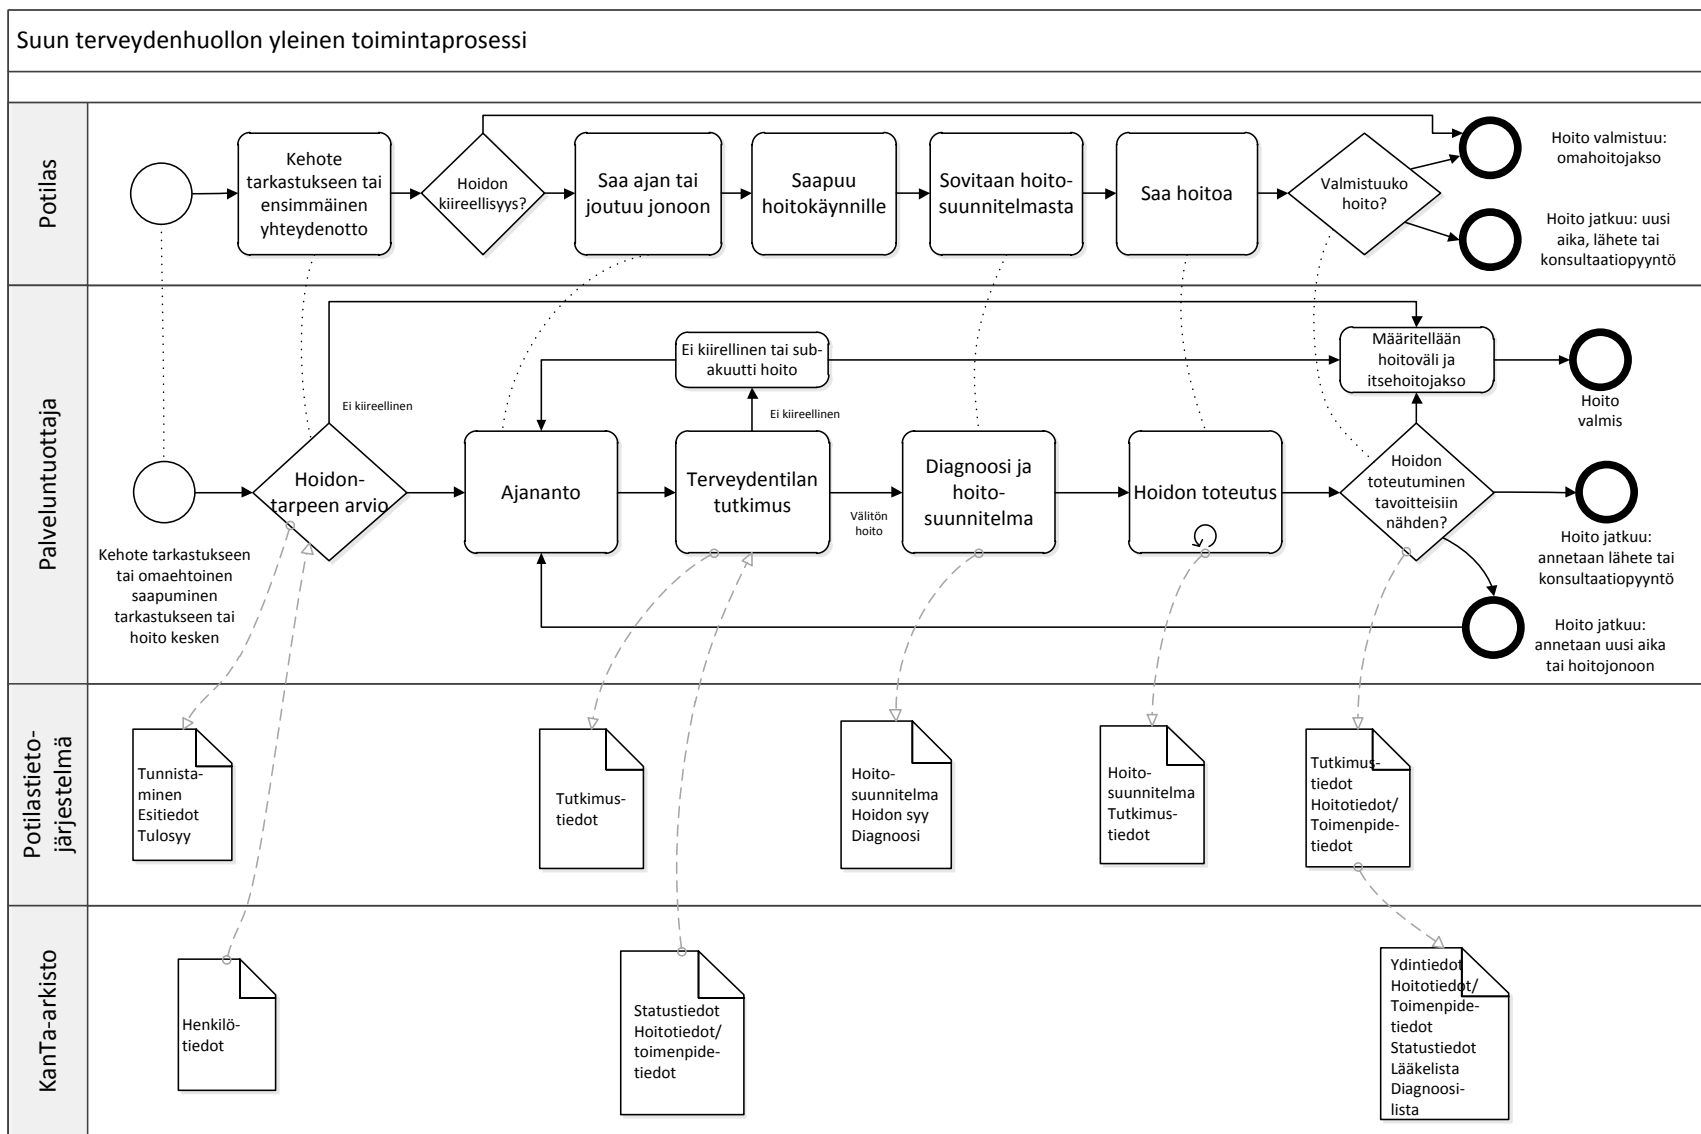 Suun terveydenhuollon yleinen toimintaprosessi
Potilas
Kehote
tarkastukseen tai
ensimmäinen
yhteydenotto
Hoidon
kiireellisyys?
Saa ajan tai
joutuu jonoon
Saapuu
hoitokäynnille
Sovitaan hoito-
suunnitelmasta
Saa hoitoa
Valmistuuko
hoito?
Hoito valmistuu:
omahoitojakso
Hoito jatkuu: uusi
aika, lähete tai
konsultaatiopyyntö
Palveluntuottaja
Kehote tarkastukseen
tai omaehtoinen
saapuminen
tarkastukseen tai
hoito kesken
Hoidon-
tarpeen arvio
Ei kiireellinen
Ajananto
Ei kiirellinen tai sub-
akuutti hoito
Ei kiireellinen
Terveydentilan
tutkimus
Välitön
hoito
Diagnoosi ja
hoito-
suunnitelma
Hoidon toteutus
Määritellään
hoitoväli ja
itsehoitojakso
Hoidon
toteutuminen
tavoitteisiin
nähden?
Hoito
valmis
Hoito jatkuu:
annetaan lähete tai
konsultaatiopyyntö
Hoito jatkuu:
annetaan uusi aika
tai hoitojonoon
Potilastieto-
järjestelmä
Tunnista-
minen
Esitiedot
Tulosyy
Tutkimus-
tiedot
Hoito-
suunnitelma
Hoidon syy
Diagnoosi
Hoito-
suunnitelma
Tutkimus-
tiedot
Tutkimus-
tiedot
Hoitotiedot/
Toimenpide-
tiedot
KanTa-arkisto
Henkilö-
tiedot
Statustiedot
Hoitotiedot/
toimenpide-
tiedot
Ydintiedot
Hoitotiedot/
Toimenpide-
tiedot
Statustiedot
Lääkelista
Diagnoosi-
lista